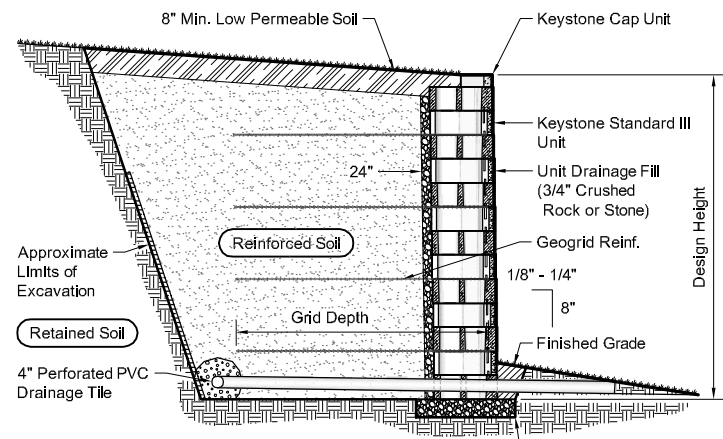 8" Min. Low Permeable Soil
Keystone Cap Unit
Keystone Standard III
Unit
24"
Unit Drainage Fill
(3/4" Crushed
Rock or Stone)
Design Height
Reinforced Soil
Geogrid Reinf.
Approximate
Limits of
Excavation
1/8" - 1/4"
8"
Grid Depth
Retained Soil
Finished Grade
4" Perforated PVC
Drainage Tile